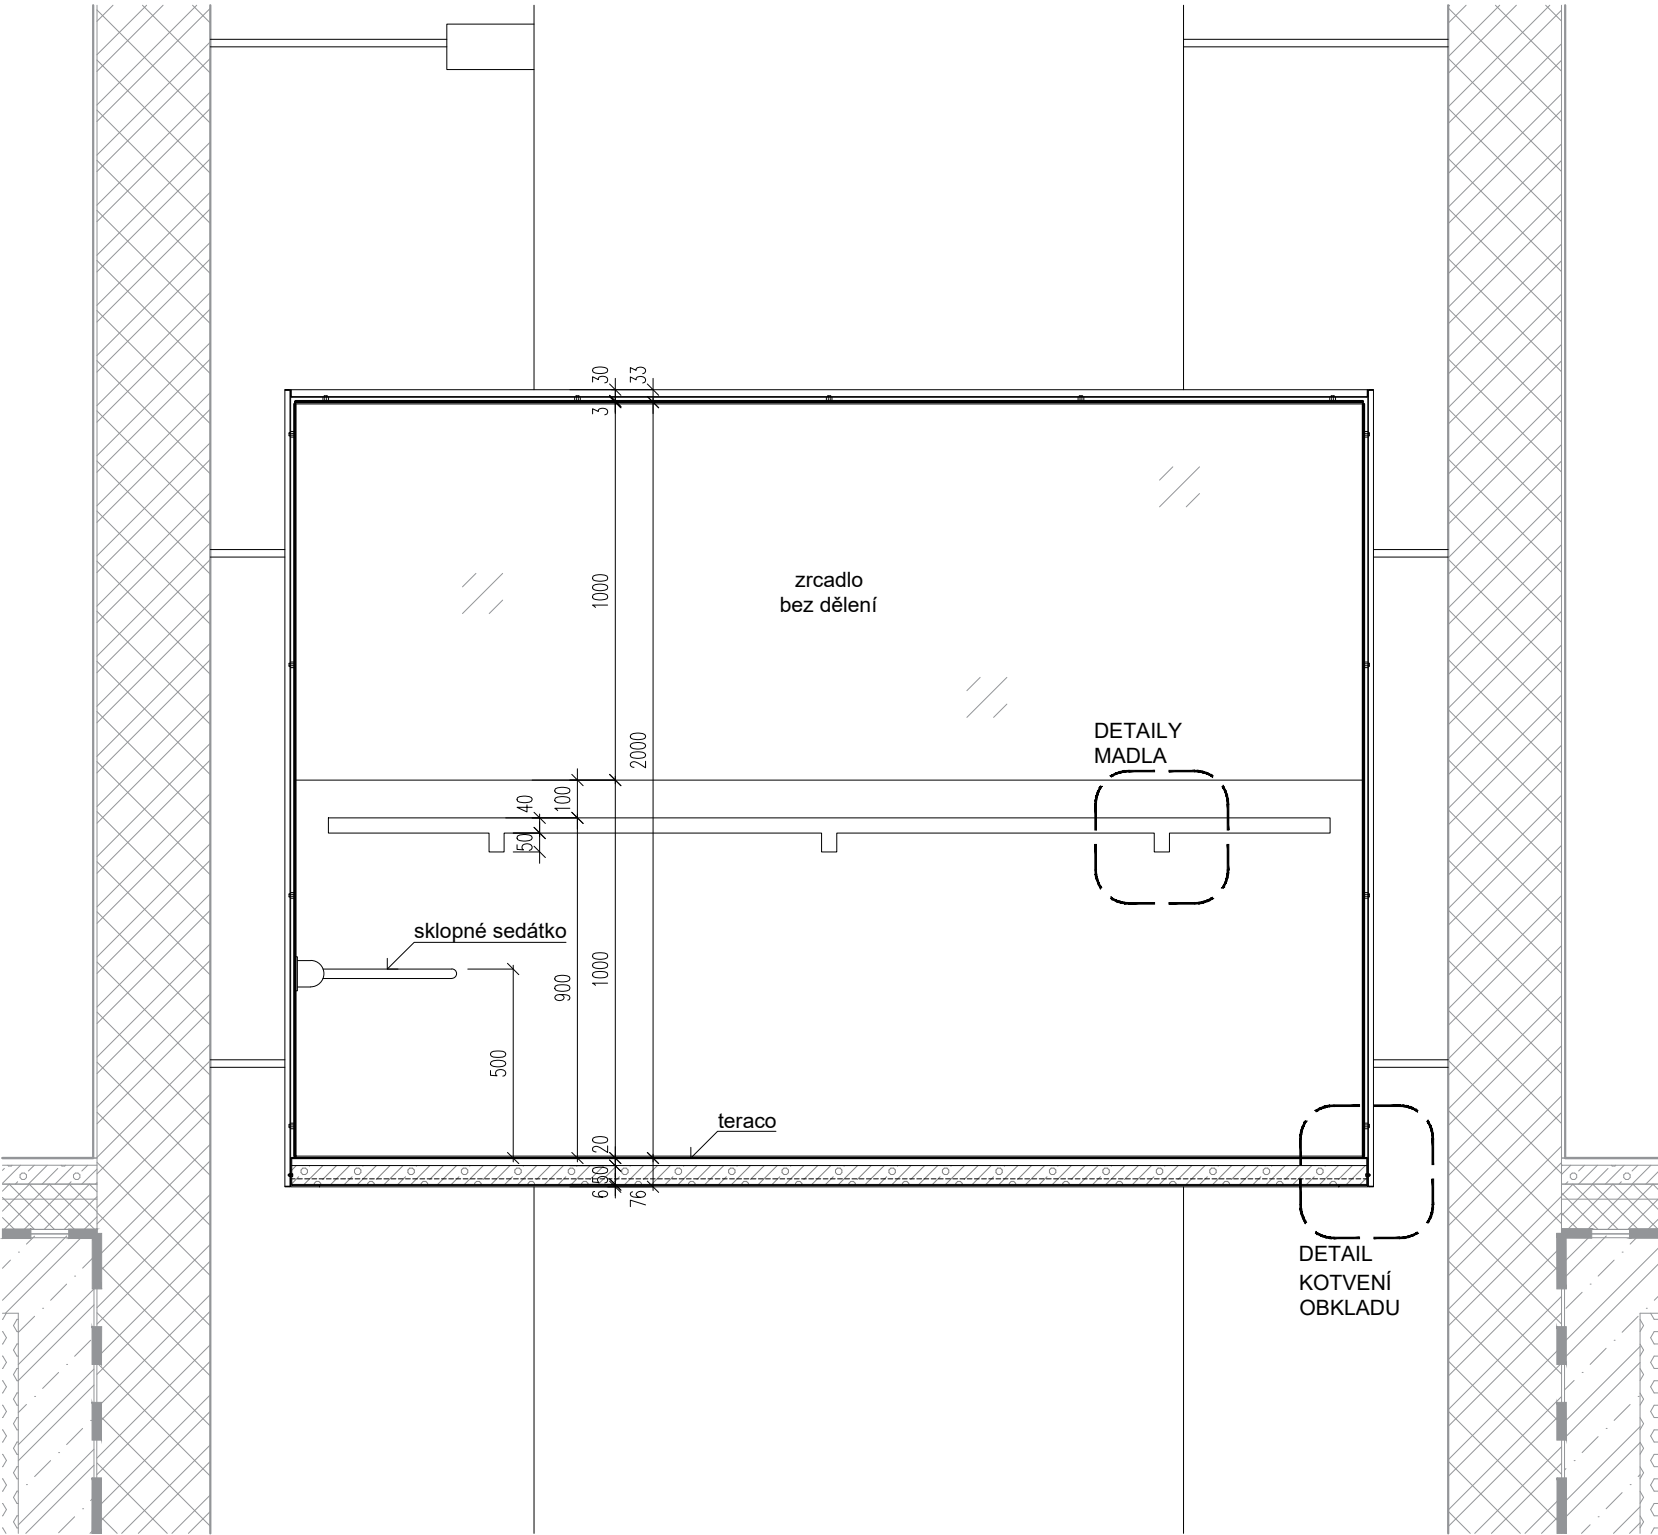 30
33
3
1000
zrcadlo
bez dělení
2000
DETAILY
MADLA
100
40
50
sklopné sedátko
900
1000
500
teraco
20
50
6
76
DETAIL
KOTVENÍ
OBKLADU